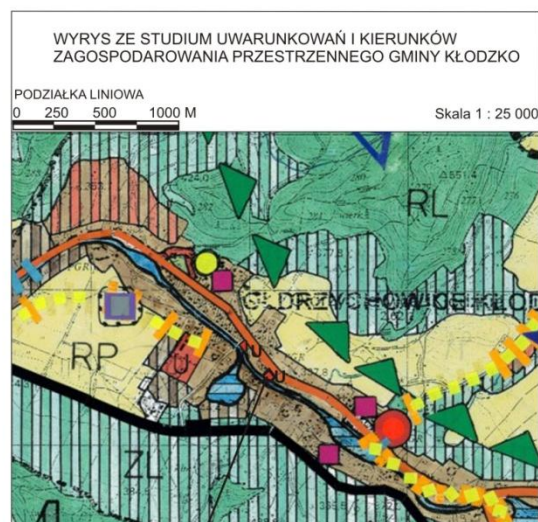 WYRYS ZE STUDIUM UWARUNKOWAŃ I KIERUNKÓW
ZAGOSPODAROWANIA PRZESTRZENNEGO GMINY KŁODZKO
PODZIAŁKA LINIOWA
0 250 500 1000 M
Skala 1 : 25 000
RL
RP
U
U
U
ZL